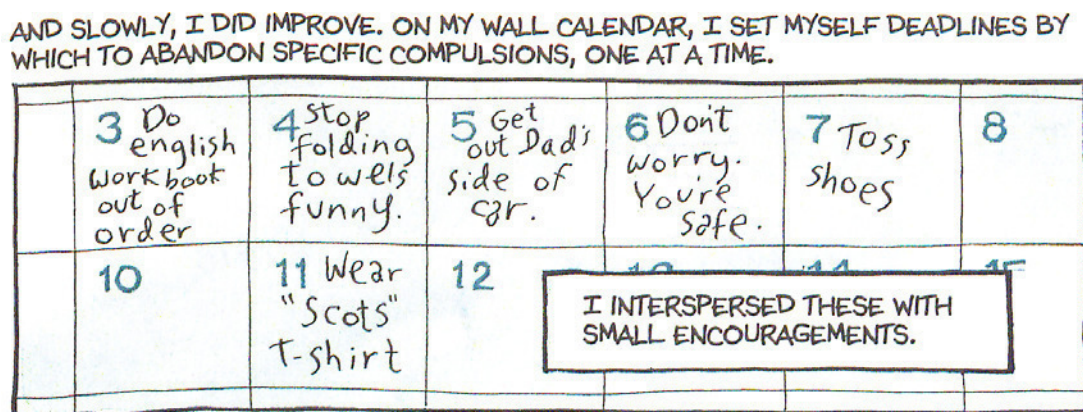 AND SLOWLY, I DID IMPROVE. ON MY WALL CALENDAR, I SET MYSELF DEADLINES BY
WHICH TO ABANDON SPECIFIC COMPULSIONS, ONE AT A TIME.
3 Do
english
workbook
out of
order
4 stop
folding
towels
funny.
5 Get
out Dad's
side of
car.
6 Don't
worry.
You're
safe.
7 Toss
shoes
8
10
11 Wear
"Scots"
T-shirt
12
I INTERSPERSED THESE WITH
SMALL ENCOURAGEMENTS.